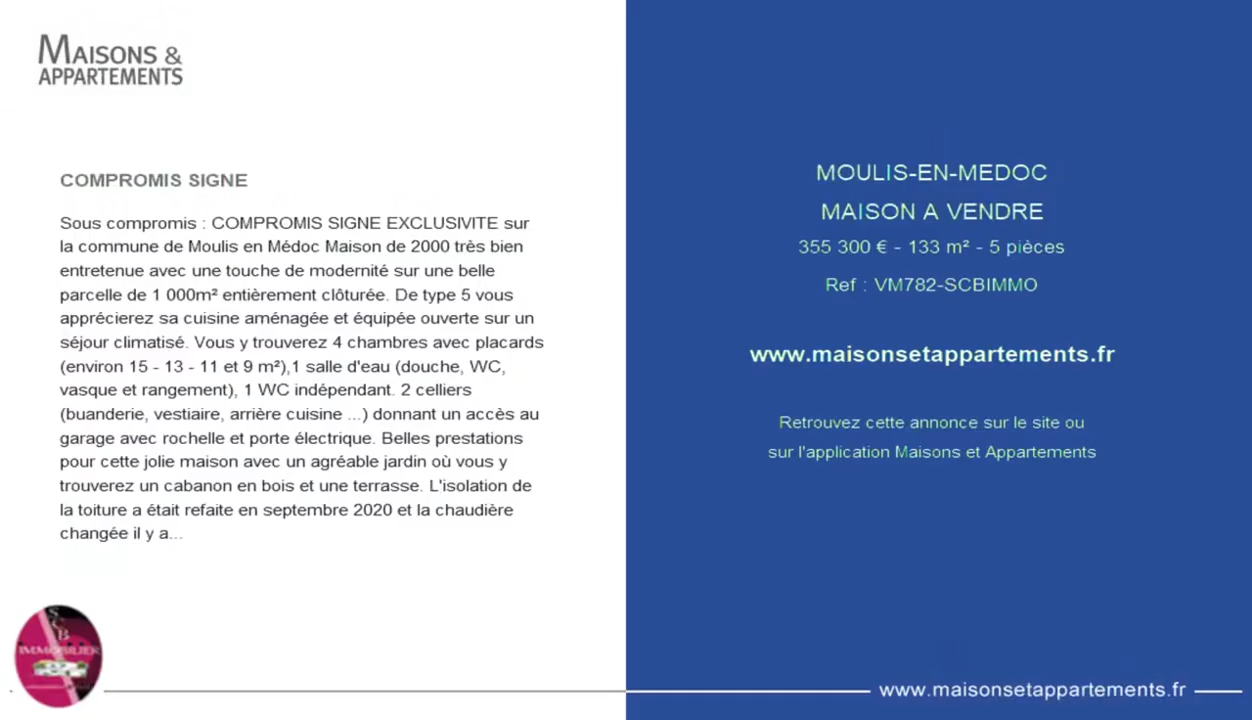 MAISONS &
APPARTEMENTS
COMPROMIS SIGNE
Sous compromis : COMPROMIS SIGNE EXCLUSIVITE sur
la commune de Moulis en Médoc Maison de 2000 très bien
entretenue avec une touche de modernité sur une belle
parcelle de 1 000m² entièrement clôturée. De type 5 vous
apprécierez sa cuisine aménagée et équipée ouverte sur un
séjour climatisé. Vous y trouverez 4 chambres avec placards
(environ 15 - 13 - 11 et 9 m²),1 salle d'eau (douche, WC,
vasque et rangement), 1 WC indépendant. 2 celliers
(buanderie, vestiaire, arrière cuisine ...) donnant un accès au
garage avec rochelle et porte électrique. Belles prestations
pour cette jolie maison avec un agréable jardin où vous y
trouverez un cabanon en bois et une terrasse. L'isolation de
la toiture a était refaite en septembre 2020 et la chaudière
changée il y a...
SCB
IMMOBILIER
MOULIS-EN-MEDOC
MAISON A VENDRE
355 300 € - 133 m² - 5 pièces
Ref : VM782-SCBIMMO
www.maisonsetappartements.fr
Retrouvez cette annonce sur le site ou
sur l'application Maisons et Appartements
www.maisonsetappartements.fr